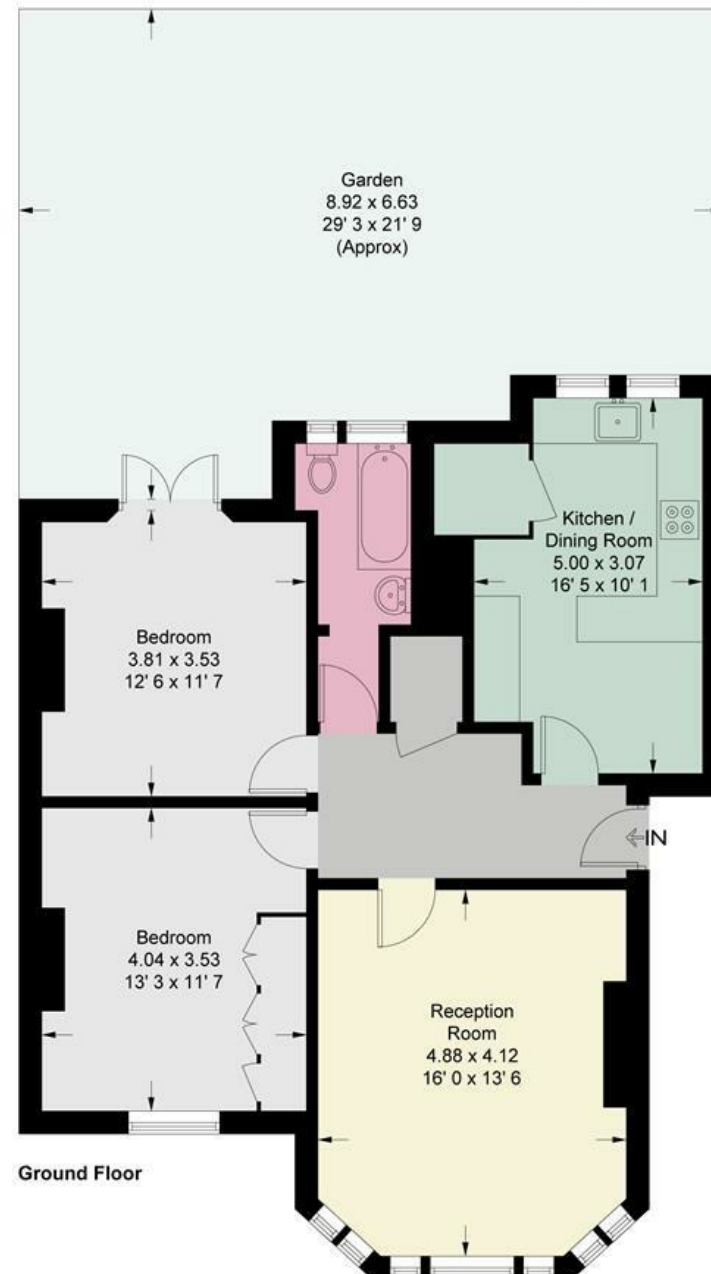 Garden
8.92 x 6.63
29' 3 x 21' 9
(Approx)
Kitchen /
Dining Room
5.00 x 3.07
16' 5 x 10' 1
Bedroom
3.81 x 3.53
12' 6 x 11' 7
IN
Bedroom
4.04 x 3.53
13' 3 x 11' 7
Reception
Room
4.88 x 4.12
16' 0 x 13' 6
Ground Floor